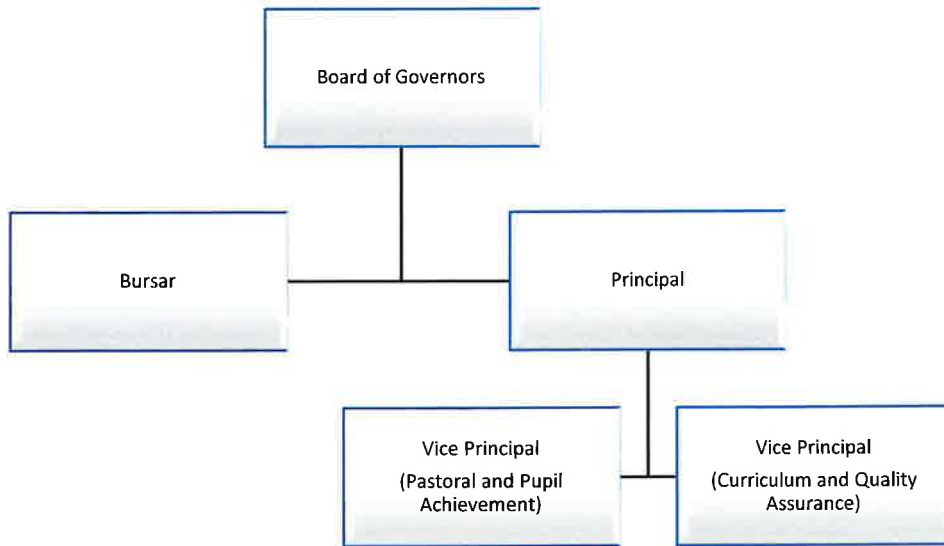 Board of Governors
Bursar
Principal
Vice Principal
(Pastoral and Pupil
Achievement)
Vice Principal
(Curriculum and Quality
Assurance)